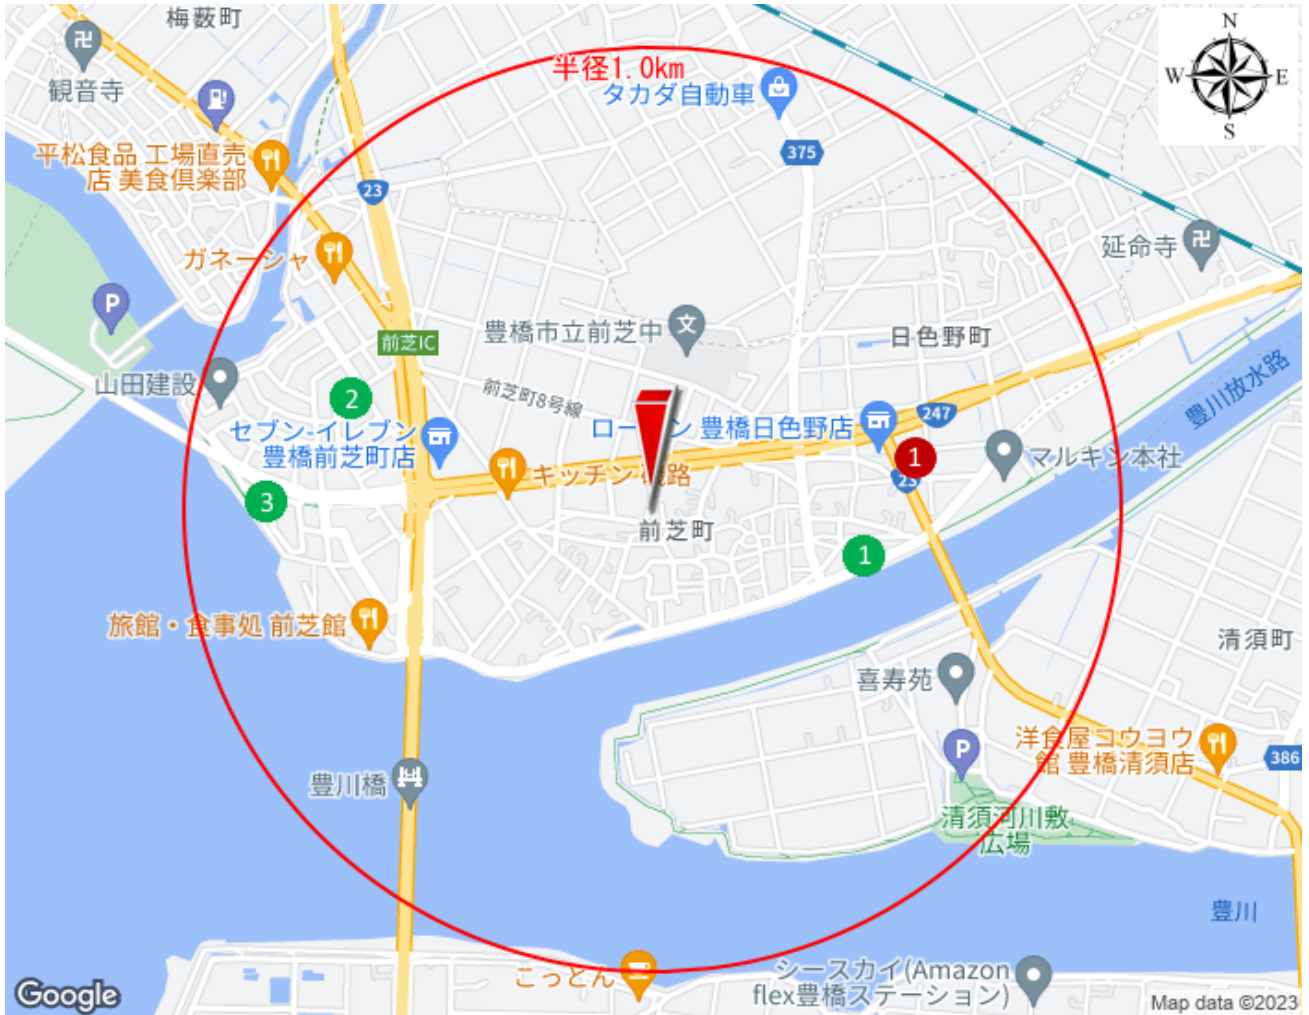 梅薮町
N
W E
S
観音寺
半径1.0km
タカダ自動車
平松食品 工場直売
店 美食倶楽部
375
23
ガネーシャ
延命寺
P
豊橋市立前芝中
前芝IC
日色野町
山田建設
前芝町8号線
2
豊川放水路
247
セブン-イレブン
豊橋前芝町店
ローソン 豊橋日色野店
1
マルキン本社
キッチン 磯路
23
3
前芝町
1
旅館・食事処 前芝館
清須町
喜寿苑
P
洋食屋コウヨウ
館 豊橋清須店
386
豊川橋
清須河川敷
広場
豊川
こっとん
シースカイ(Amazon
flex豊橋ステーション)
Google
Map data ©2023